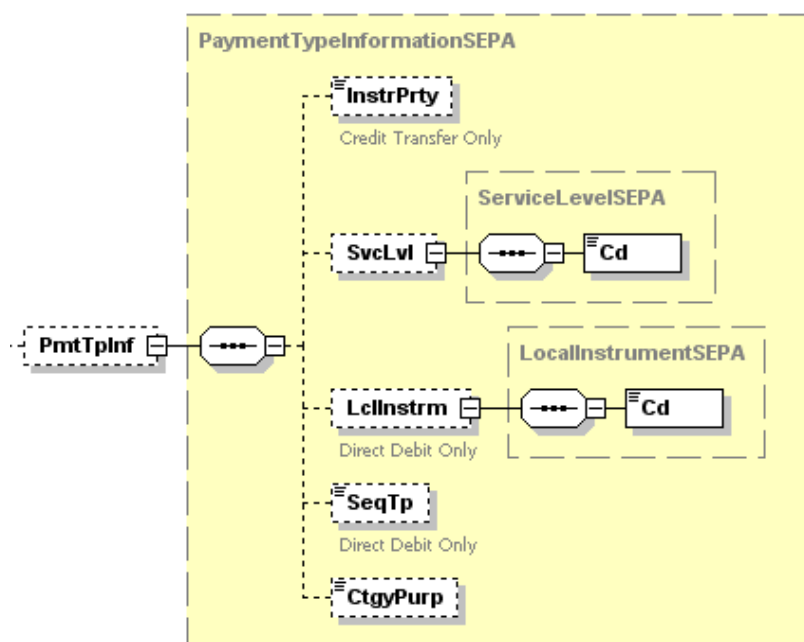 PaymentTypeInformationSEPA
InstrPrty
Credit Transfer Only
ServiceLevelSEPA
SvcLvl
Cd
PmtTpInf
LocalInstrumentSEPA
LclInstrm
Cd
Direct Debit Only
SeqTp
Direct Debit Only
CtgyPurp